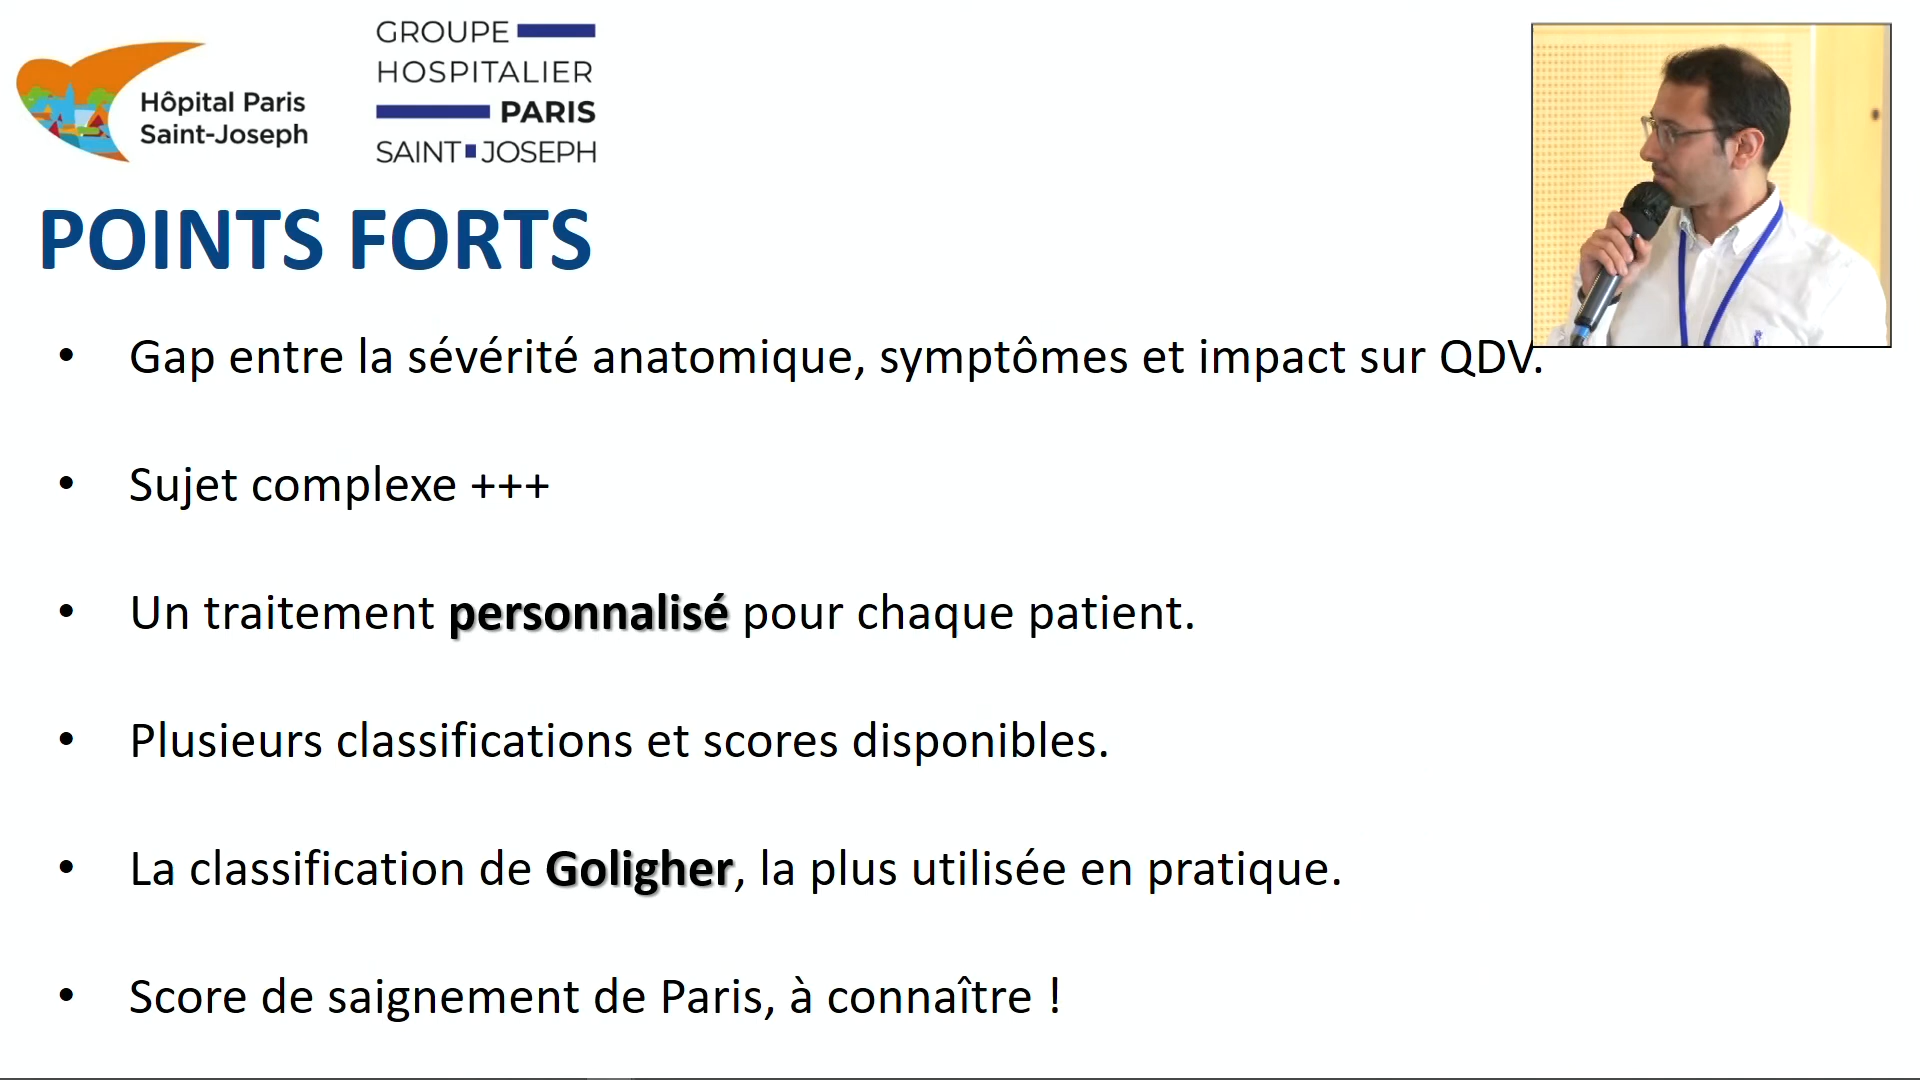 Hôpital Paris
Saint-Joseph
GROUPE
HOSPITALIER
PARIS
SAINT JOSEPH
POINTS FORTS
• Gap entre la sévérité anatomique, symptômes et impact sur QDV.
• Sujet complexe +++
• Un traitement personnalisé pour chaque patient.
• Plusieurs classifications et scores disponibles.
• La classification de Goligher, la plus utilisée en pratique.
• Score de saignement de Paris, à connaître !